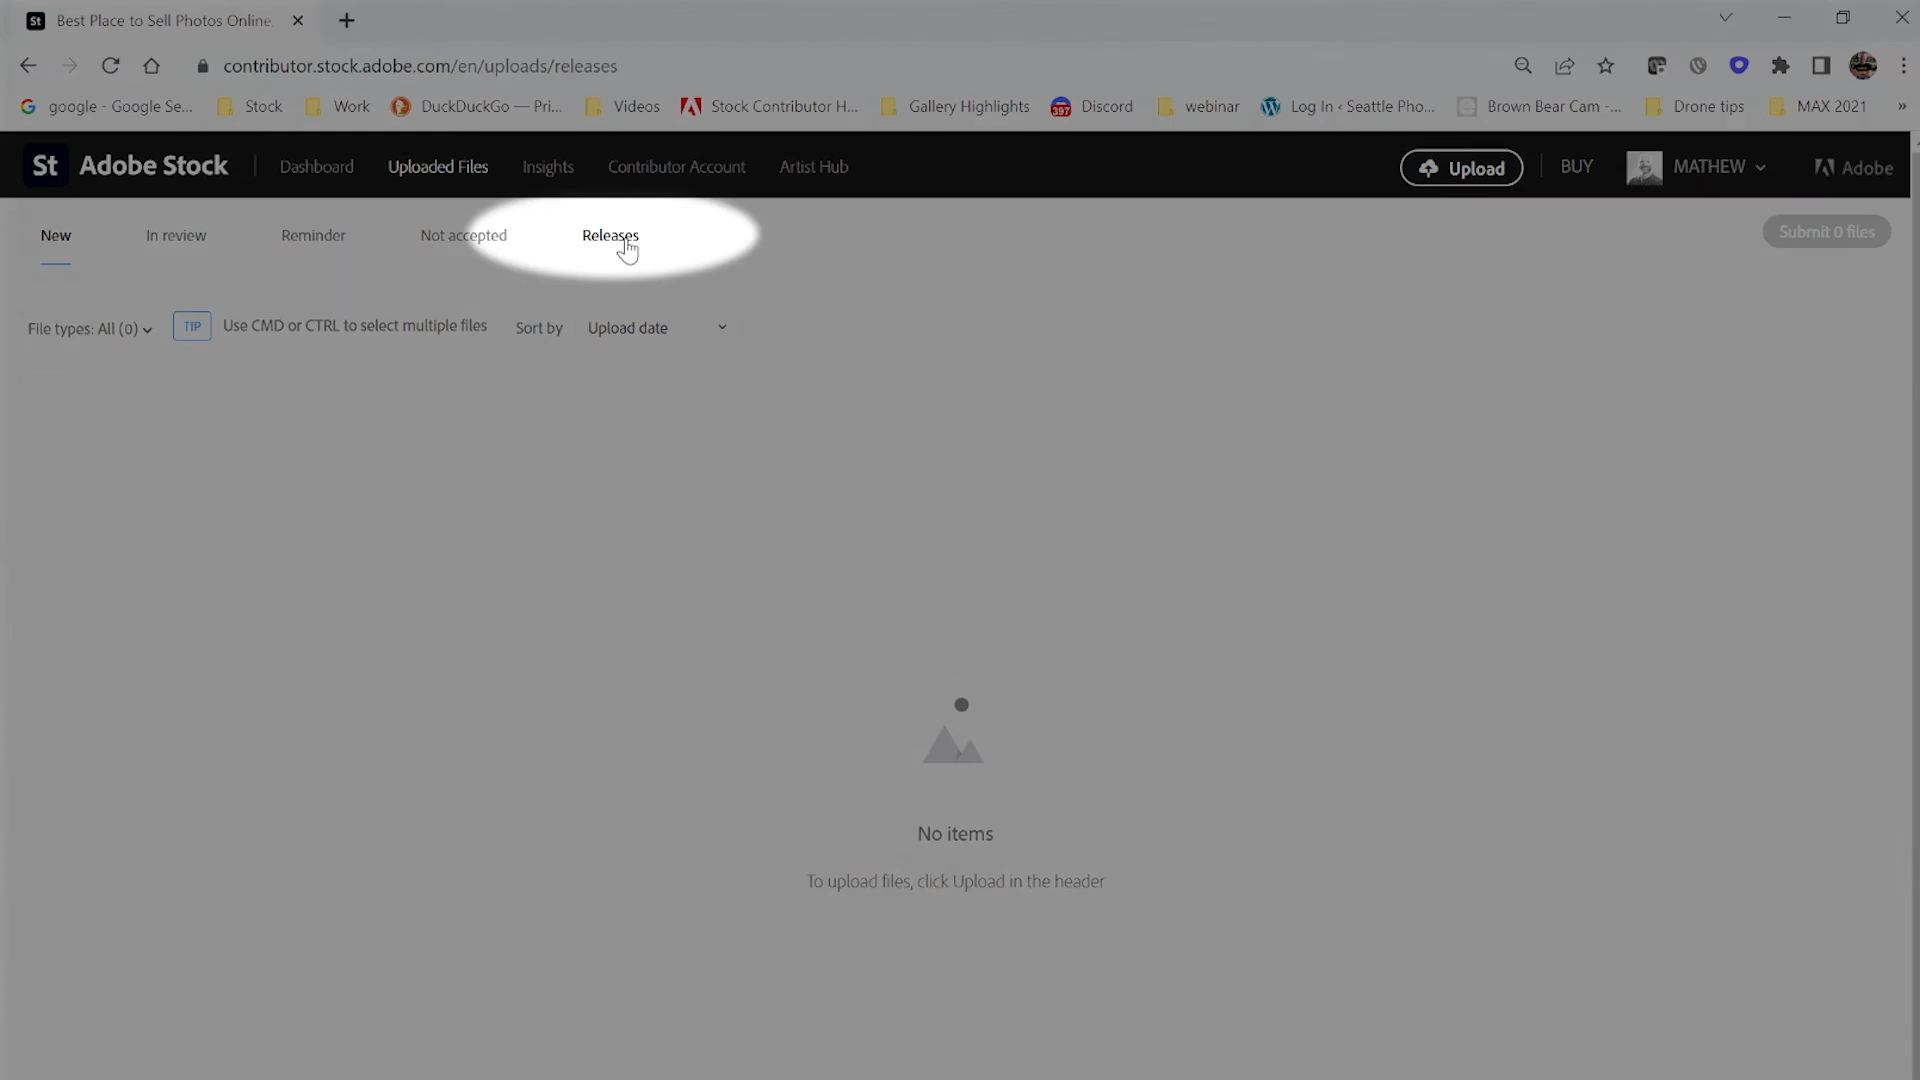 St Best Place to Sell Photos Online,
contributor.stock.adobe.com/en/uploads/releases
google - Google Se... Stock Work DuckDuckGo — Pri... Videos Stock Contributor H... Gallery Highlights 397 Discord webinar Log In ‹ Seattle Pho... Brown Bear Cam -... Drone tips MAX 2021 »
St Adobe Stock Dashboard Uploaded Files Insights Contributor Account Artist Hub Upload BUY MATHEW Adobe
New In review Reminder Not accepted Releases Submit 0 files
File types: All (0) TIP Use CMD or CTRL to select multiple files Sort by Upload date
No items
To upload files, click Upload in the header